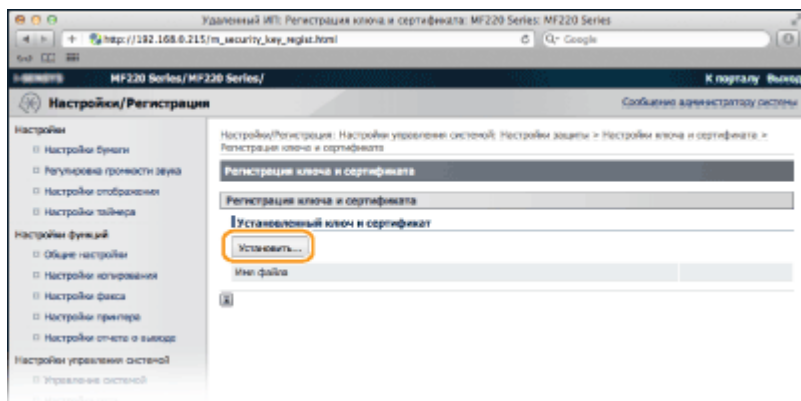 Удаленный ИП: Регистрация ключа и сертификата: MF220 Series: MF220 Series
http://192.168.0.215/m_security_key_regist.html
Q- Google
i-SENSYS
MF220 Series/MF220 Series/
К порталу Выход
Настройки/Регистрация
Сообщение администратору системы
Настройки
Настройки бумаги
Регулировка громкости звука
Настройки отображения
Настройки таймера
Настройки функций
Общие настройки
Настройки копирования
Настройки факса
Настройки принтера
Настройки отчета о выводе
Настройки управления системой
Управление системой
Настройки/Регистрация: Настройки управления системой: Настройки защиты > Настройки ключа и сертификата >
Регистрация ключа и сертификата
Регистрация ключа и сертификата
Регистрация ключа и сертификата
Установленный ключ и сертификат
Установить...
Имя файла